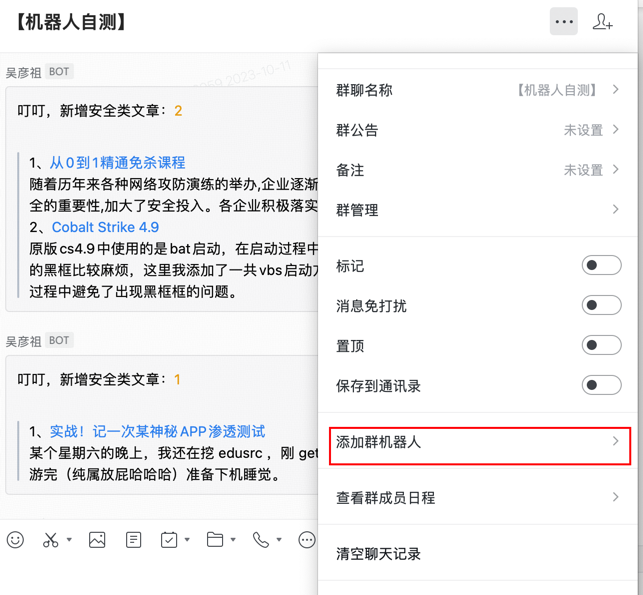 【机器人自测】
吴彦祖 BOT
2023-10-11
叮叮，新增安全类文章：2
1、从0到1精通免杀课程
随着历年来各种网络攻防演练的举办,企业逐渐
全的重要性,加大了安全投入。各企业积极落实
2、Cobalt Strike 4.9
原版cs4.9中使用的是bat启动，在启动过程中
的黑框比较麻烦，这里我添加了一共vbs启动方
过程中避免了出现黑框框的问题。
吴彦祖 BOT
叮叮，新增安全类文章：1
1、实战！记一次某神秘APP渗透测试
某个星期六的晚上，我还在挖 edusrc ，刚 get
游完（纯属放屁哈哈哈）准备下机睡觉。
群聊名称 【机器人自测】
群公告 未设置
备注 未设置
群管理
标记
消息免打扰
置顶
保存到通讯录
添加群机器人
查看群成员日程
清空聊天记录